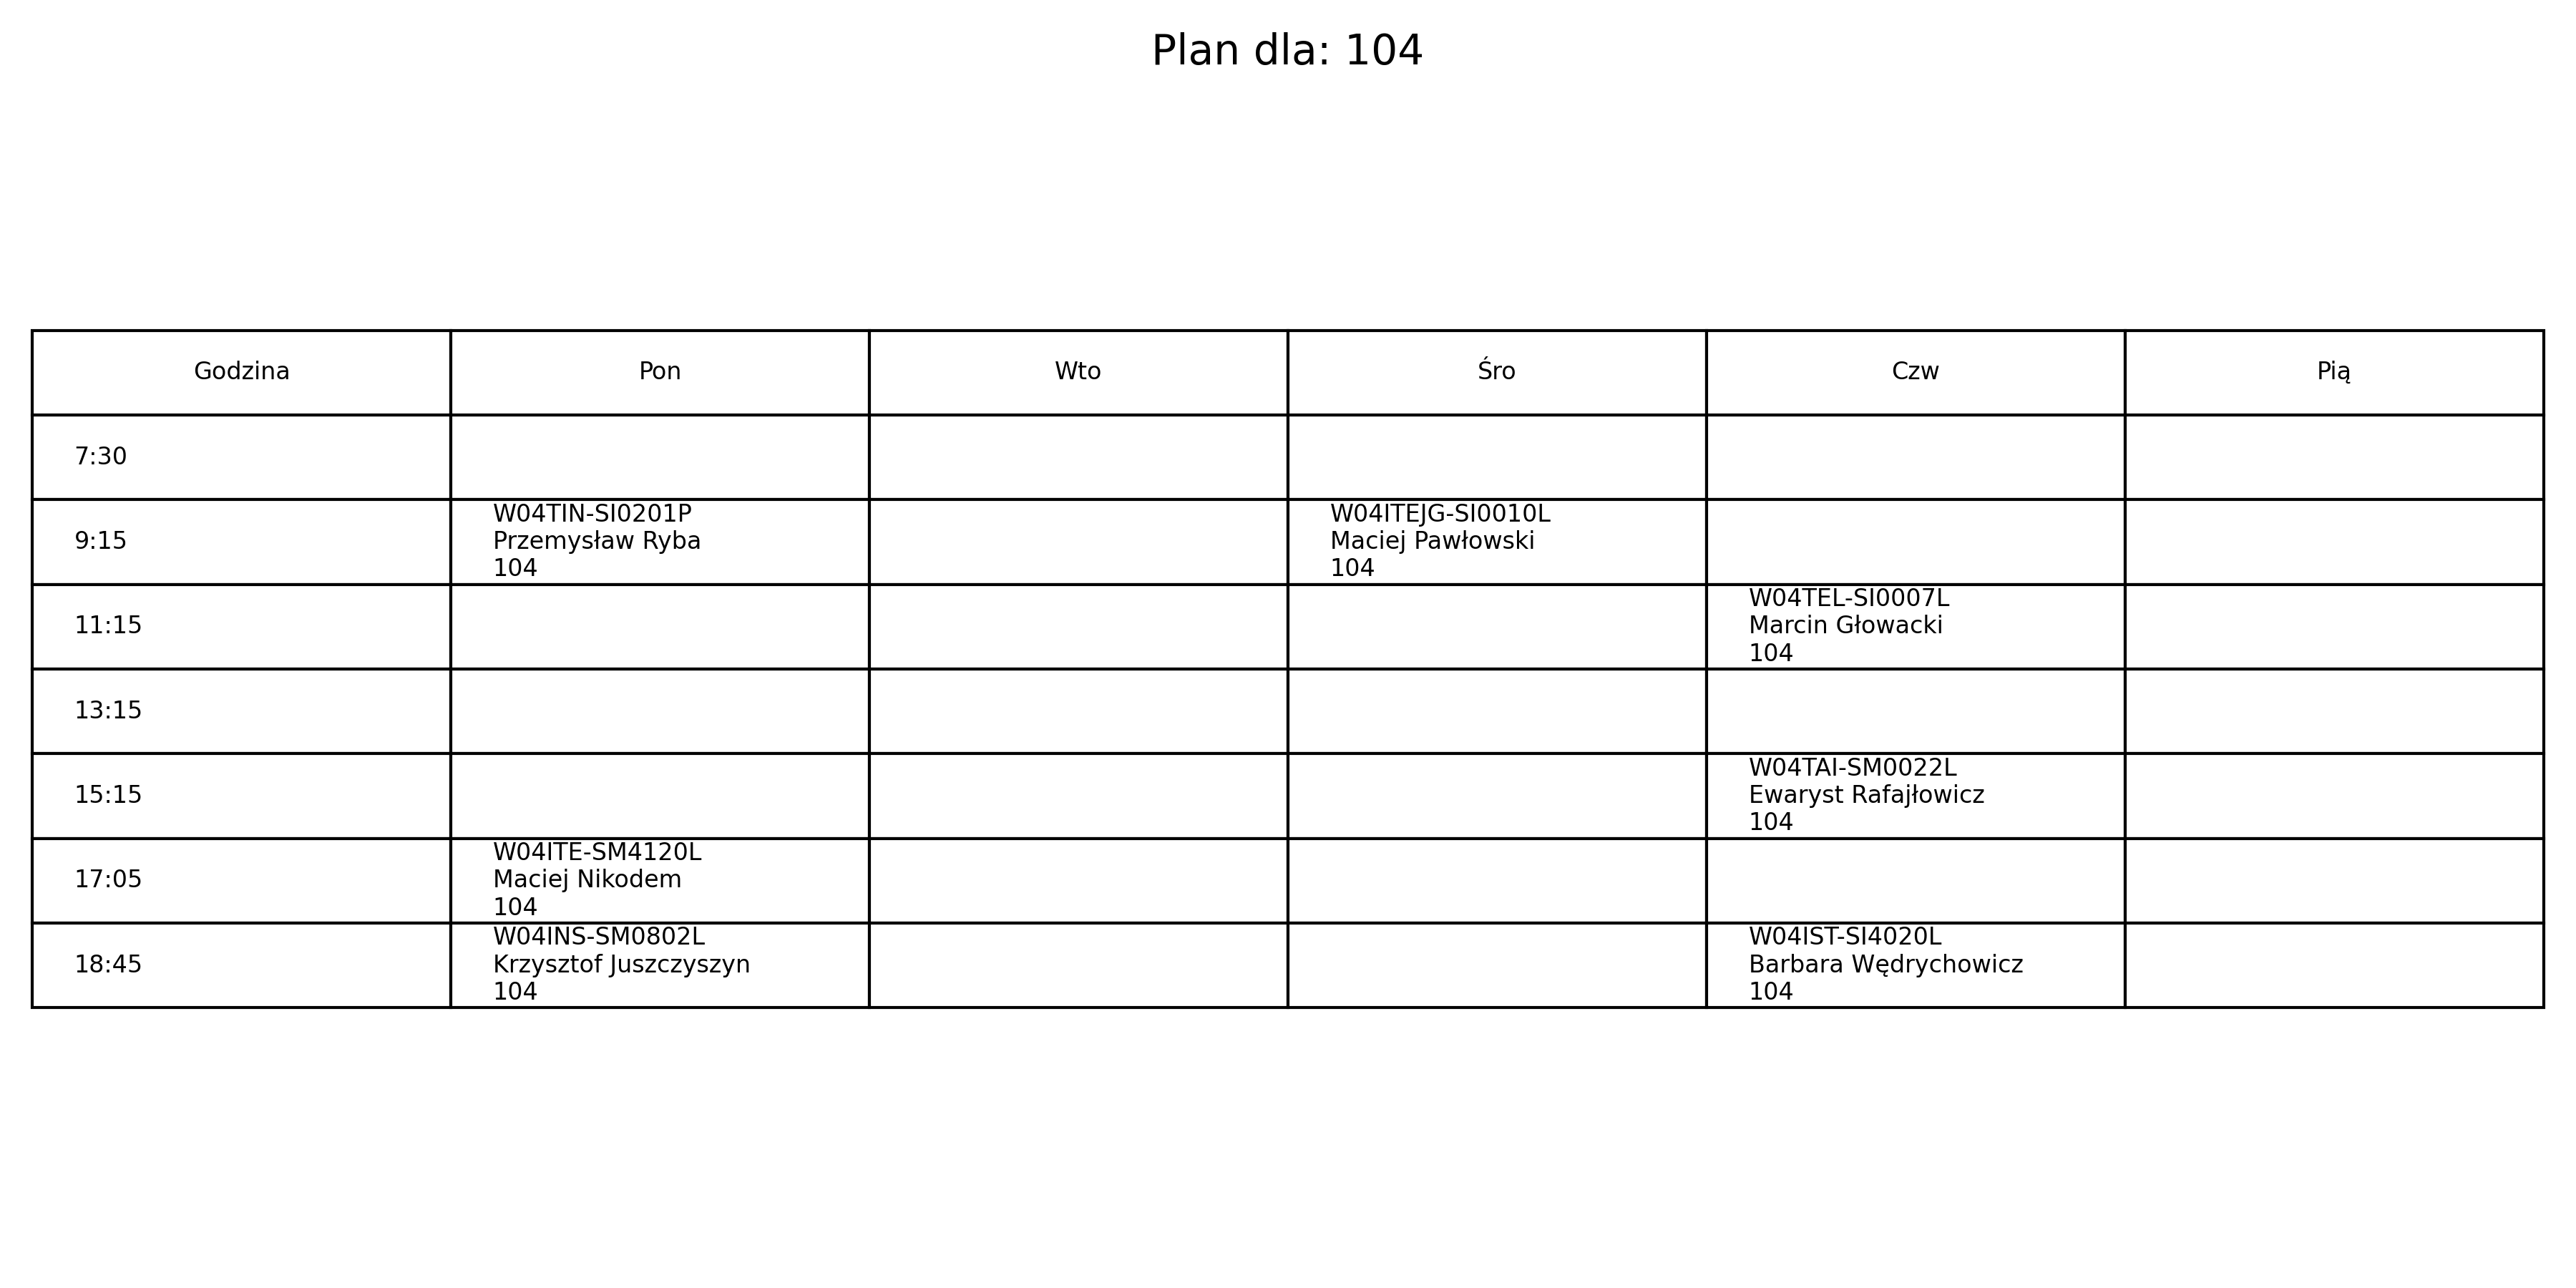 Plan dla: 104
Godzina Pon Wto Śro Czw Pią
7:30
9:15
W04TIN-SI0201P
Przemysław Ryba
104
W04ITEJG-SI0010L
Maciej Pawłowski
104
11:15
W04TEL-SI0007L
Marcin Głowacki
104
13:15
15:15
W04TAI-SM0022L
Ewaryst Rafajłowicz
104
17:05
W04ITE-SM4120L
Maciej Nikodem
104
18:45
W04INS-SM0802L
Krzysztof Juszczyszyn
104
W04IST-SI4020L
Barbara Wędrychowicz
104